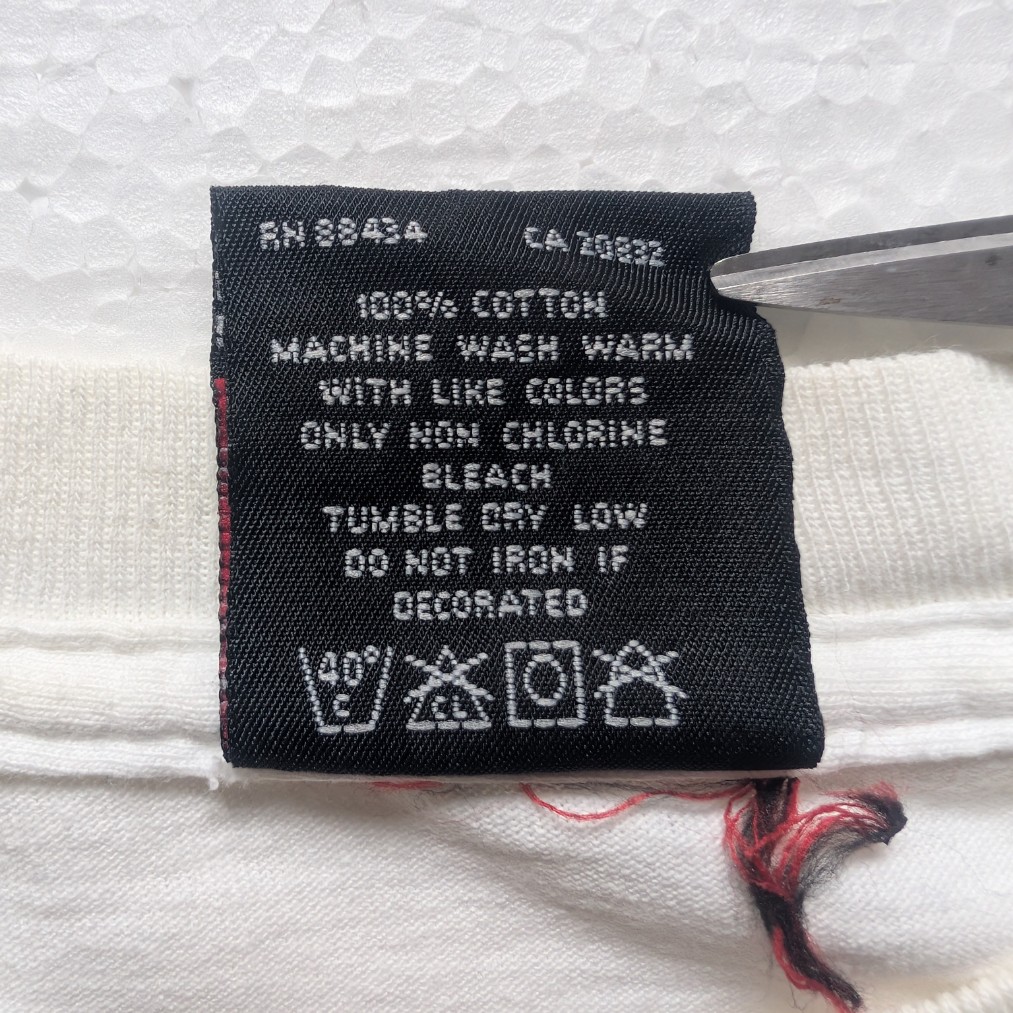 RN 88434 CA 20832
100% COTTON
MACHINE WASH WARM
WITH LIKE COLORS
ONLY NON CHLORINE
BLEACH
TUMBLE DRY LOW
DO NOT IRON IF
DECORATED
40°
C
CL